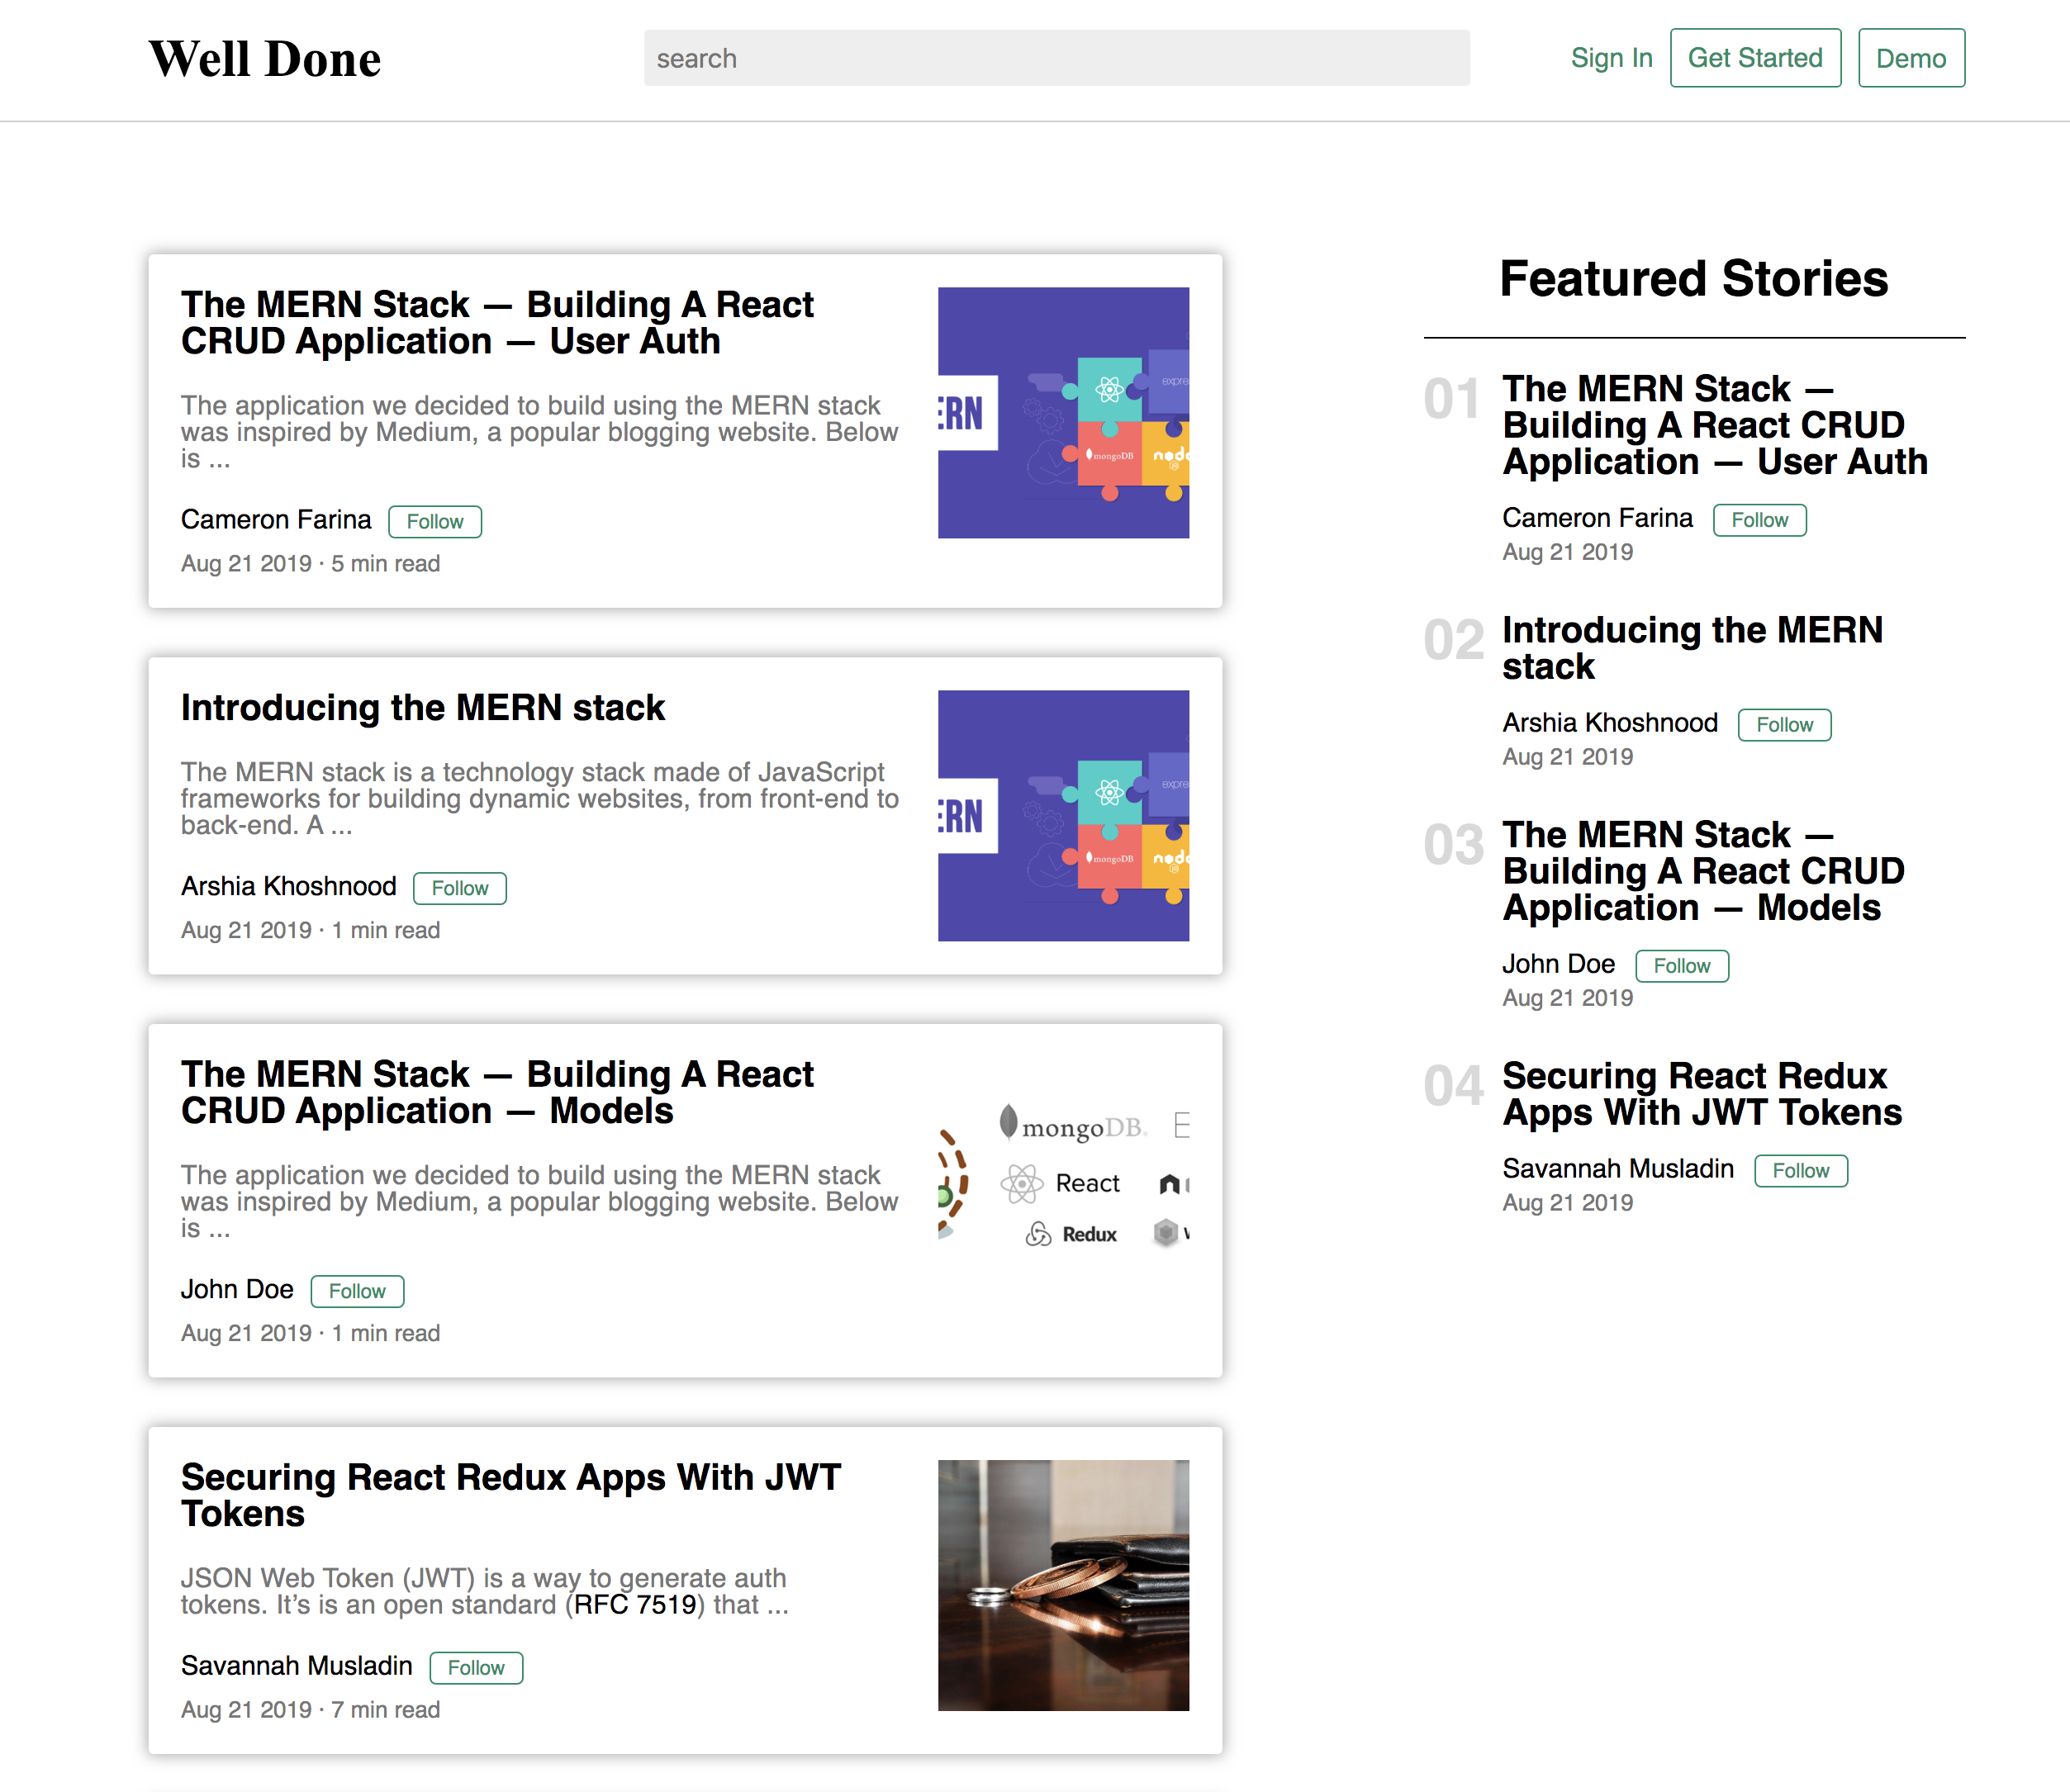 Well Done
search
Sign In
Get Started
Demo
The MERN Stack — Building A React
CRUD Application — User Auth
The application we decided to build using the MERN stack
was inspired by Medium, a popular blogging website. Below
is ...
Cameron Farina
Follow
Aug 21 2019 · 5 min read
ERN
expre
mongoDB
node
JS
Introducing the MERN stack
The MERN stack is a technology stack made of JavaScript
frameworks for building dynamic websites, from front-end to
back-end. A ...
Arshia Khoshnood
Follow
Aug 21 2019 · 1 min read
ERN
expre
mongoDB
node
JS
The MERN Stack — Building A React
CRUD Application — Models
The application we decided to build using the MERN stack
was inspired by Medium, a popular blogging website. Below
is ...
John Doe
Follow
Aug 21 2019 · 1 min read
mongoDB.
E
React
Redux
Securing React Redux Apps With JWT
Tokens
JSON Web Token (JWT) is a way to generate auth
tokens. It’s is an open standard (RFC 7519) that ...
Savannah Musladin
Follow
Aug 21 2019 · 7 min read
Featured Stories
01
The MERN Stack —
Building A React CRUD
Application — User Auth
Cameron Farina
Follow
Aug 21 2019
02
Introducing the MERN
stack
Arshia Khoshnood
Follow
Aug 21 2019
03
The MERN Stack —
Building A React CRUD
Application — Models
John Doe
Follow
Aug 21 2019
04
Securing React Redux
Apps With JWT Tokens
Savannah Musladin
Follow
Aug 21 2019